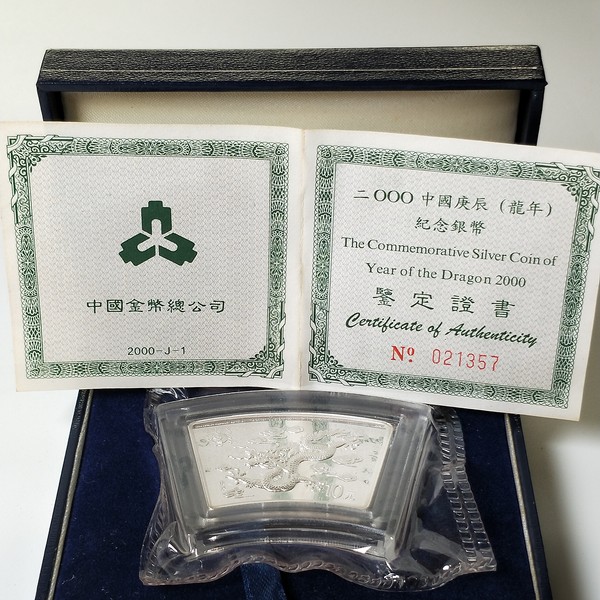 中國金幣總公司
2000-J-1
二OOO 中國庚辰（龍年）
紀念銀幣
The Commemorative Silver Coin of
Year of the Dragon 2000
鑒定證書
Certificate of Authenticity
Nº 021357